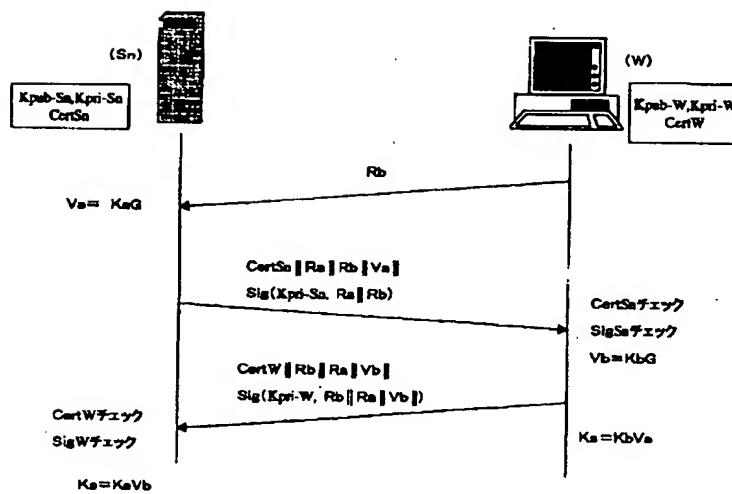 (Sn)
(W)
Kpub-Sn,Kpri-Sn
CertSn
Kpub-W,Kpri-W
CertW
Rb
Va= KaG
CertSn‖Ra‖Rb‖Va‖
Sig(Kpri-Sn, Ra‖Rb)
CertSnチェック
SigSnチェック
Vb=KbG
CertW‖Rb‖Ra‖Vb‖
Sig(Kpri-W, Rb‖Ra‖Vb‖)
CertWチェック
SigWチェック
Ks=KbVa
Ks=KaVb